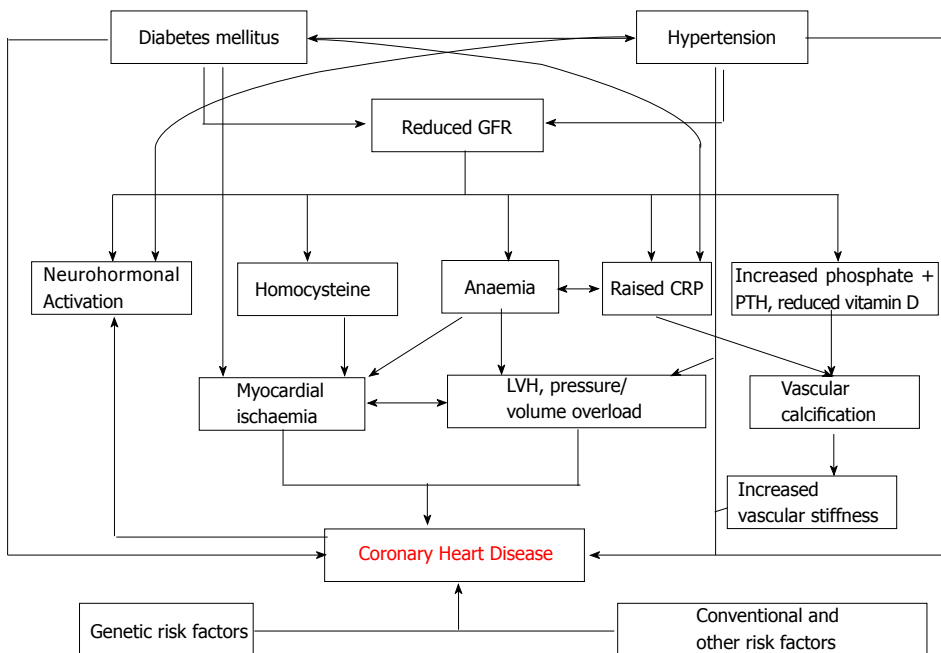 Diabetes mellitus
Hypertension
Reduced GFR
Neurohormonal
Activation
Homocysteine
Anaemia
Raised CRP
Increased phosphate +
PTH, reduced vitamin D
Myocardial
ischaemia
LVH, pressure/
volume overload
Vascular
calcification
Increased
vascular stiffness
Coronary Heart Disease
Genetic risk factors
Conventional and
other risk factors